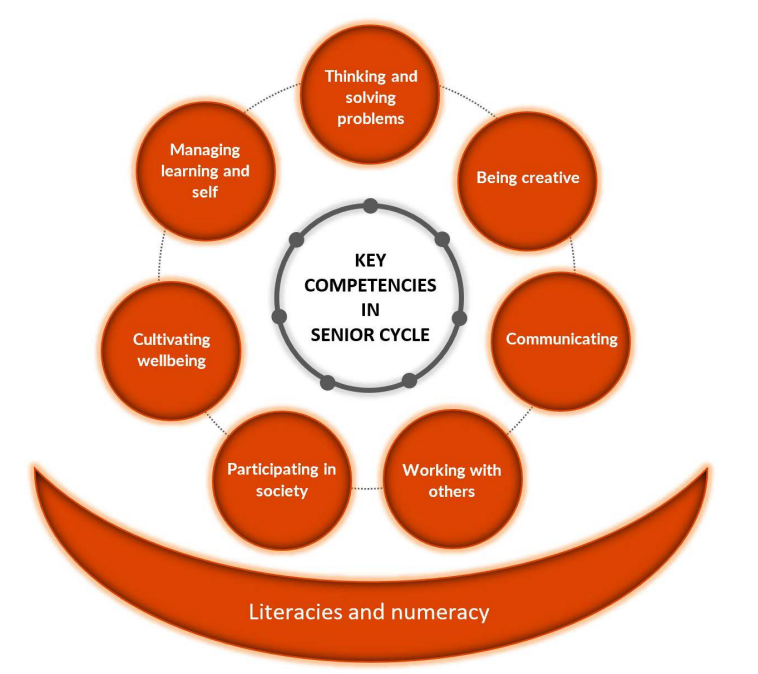 Thinking and
solving
problems
Being creative
Communicating
Working with
others
Participating in
society
Cultivating
wellbeing
Managing
learning and
self
KEY
COMPETENCIES
IN
SENIOR CYCLE
Literacies and numeracy